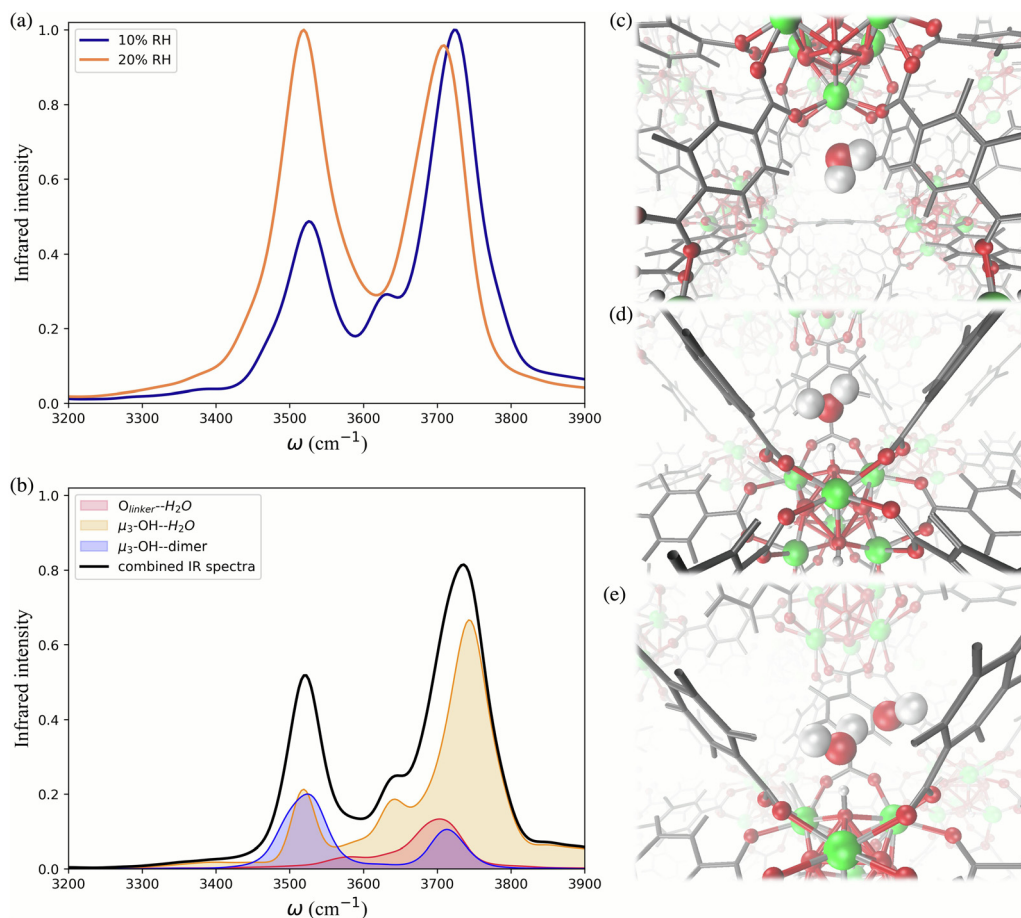 (a)
1.0
0.8
0.6
0.4
0.2
0.0
Infrared intensity
10% RH
20% RH
3200 3300 3400 3500 3600 3700 3800 3900
ω (cm⁻¹)
(b)
1.0
0.8
0.6
0.4
0.2
0.0
Infrared intensity
O_linker--H₂O
μ₃-OH--H₂O
μ₃-OH--dimer
combined IR spectra
3200 3300 3400 3500 3600 3700 3800 3900
ω (cm⁻¹)
(c)
(d)
(e)